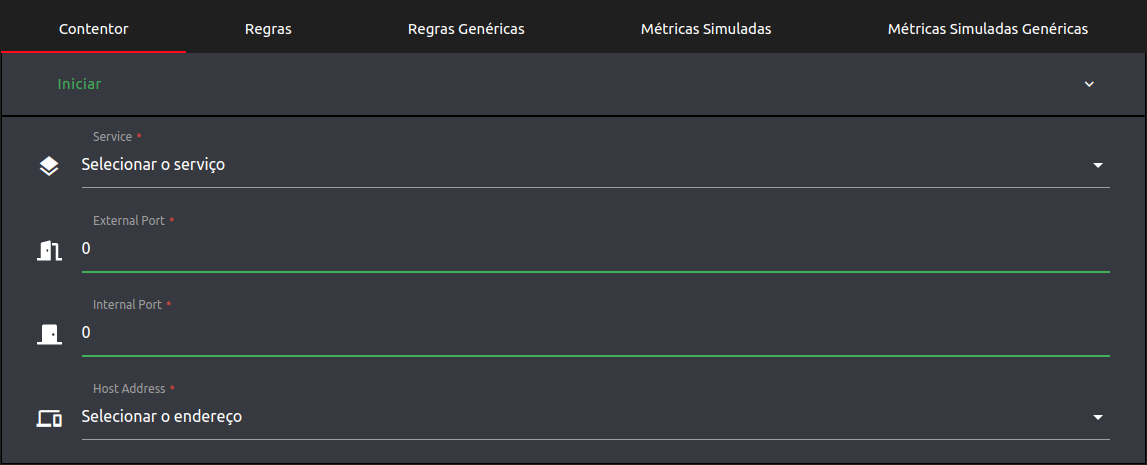 Contentor Regras Regras Genéricas Métricas Simuladas Métricas Simuladas Genéricas
Iniciar
Service *
Selecionar o serviço
External Port *
0
Internal Port *
0
Host Address *
Selecionar o endereço